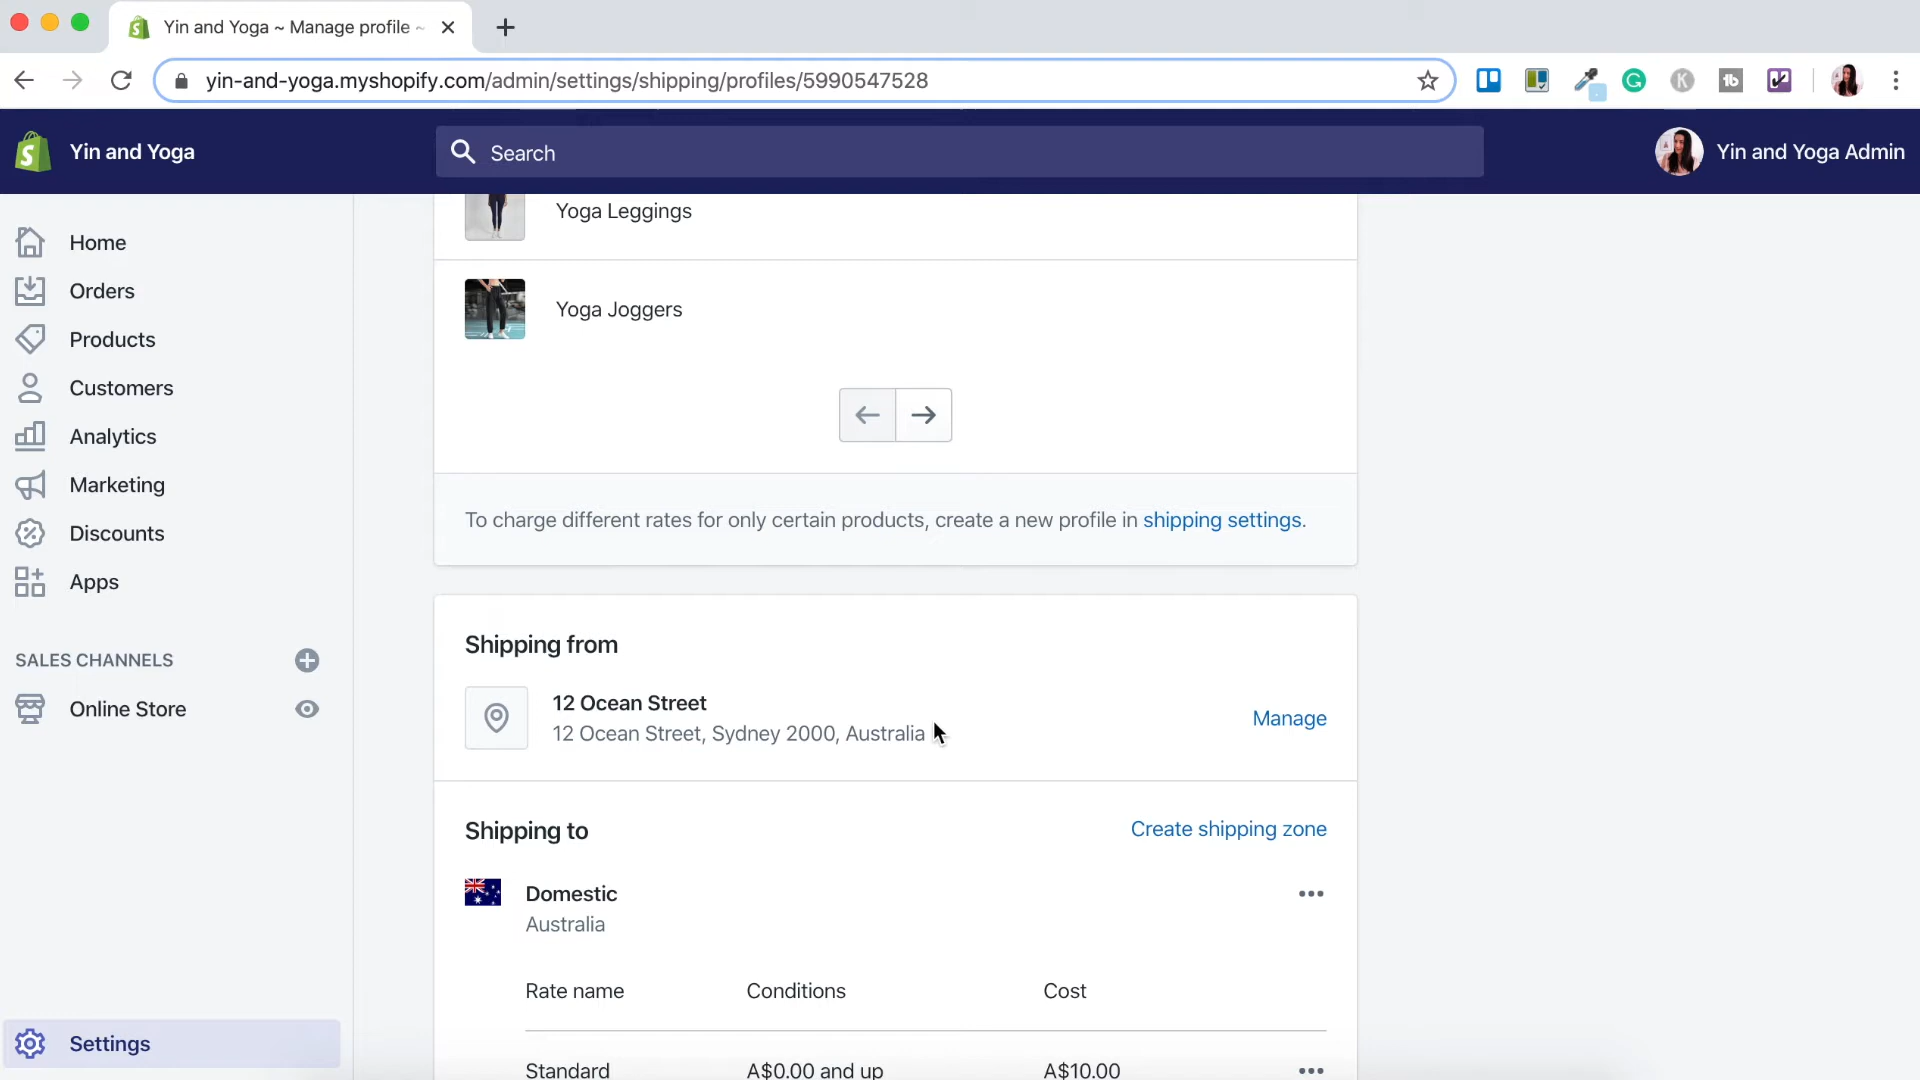 Yin and Yoga ~ Manage profile ~
yin-and-yoga.myshopify.com/admin/settings/shipping/profiles/5990547528
Yin and Yoga
Search
Yin and Yoga Admin
Home
Orders
Products
Customers
Analytics
Marketing
Discounts
Apps
SALES CHANNELS
Online Store
Settings
Yoga Leggings
Yoga Joggers
To charge different rates for only certain products, create a new profile in shipping settings.
Shipping from
12 Ocean Street
12 Ocean Street, Sydney 2000, Australia
Manage
Shipping to
Create shipping zone
Domestic
Australia
Rate name Conditions Cost
Standard A$0.00 and up A$10.00